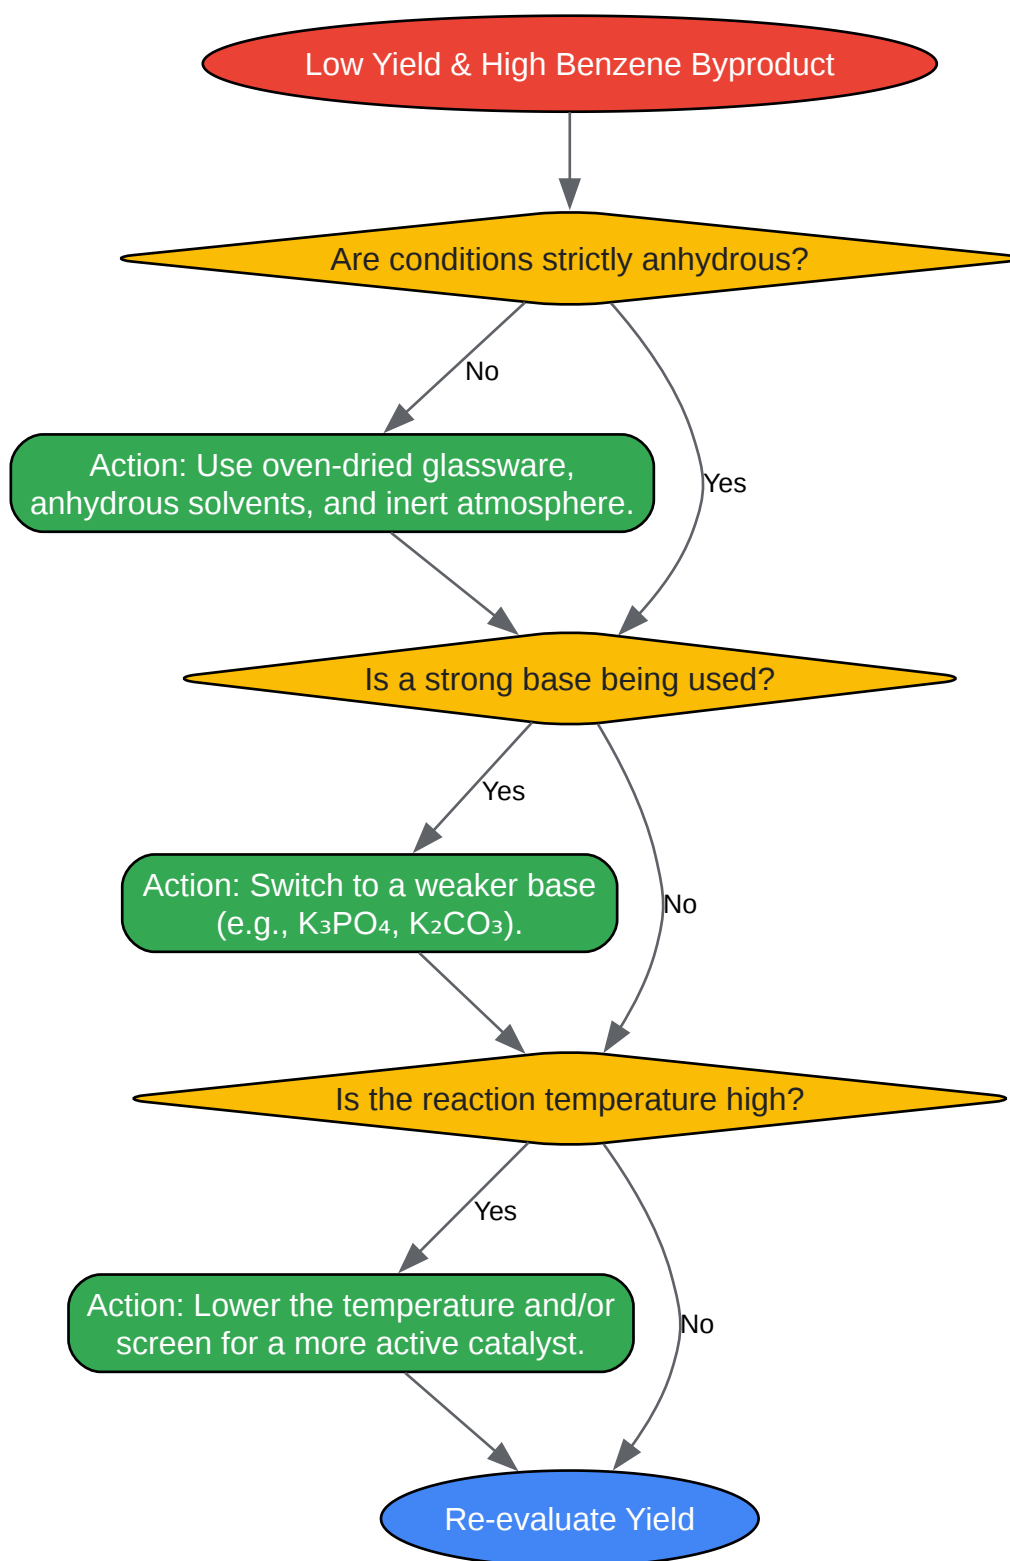 Low Yield & High Benzene Byproduct
Are conditions strictly anhydrous?
No
Action: Use oven-dried glassware,
anhydrous solvents, and inert atmosphere.
Yes
Is a strong base being used?
Yes
Action: Switch to a weaker base
(e.g., K₃PO₄, K₂CO₃).
No
Is the reaction temperature high?
Yes
Action: Lower the temperature and/or
screen for a more active catalyst.
No
Re-evaluate Yield